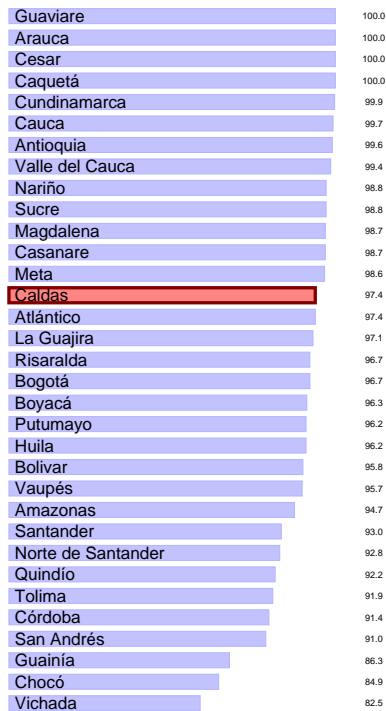 Guaviare 100.0
Arauca 100.0
Cesar 100.0
Caquetá 100.0
Cundinamarca 99.9
Cauca 99.7
Antioquia 99.6
Valle del Cauca 99.4
Nariño 98.8
Sucre 98.8
Magdalena 98.7
Casanare 98.7
Meta 98.6
Caldas 97.4
Atlántico 97.4
La Guajira 97.1
Risaralda 96.7
Bogotá 96.7
Boyacá 96.3
Putumayo 96.2
Huila 96.2
Bolivar 95.8
Vaupés 95.7
Amazonas 94.7
Santander 93.0
Norte de Santander 92.8
Quindío 92.2
Tolima 91.9
Córdoba 91.4
San Andrés 91.0
Guainía 86.3
Chocó 84.9
Vichada 82.5